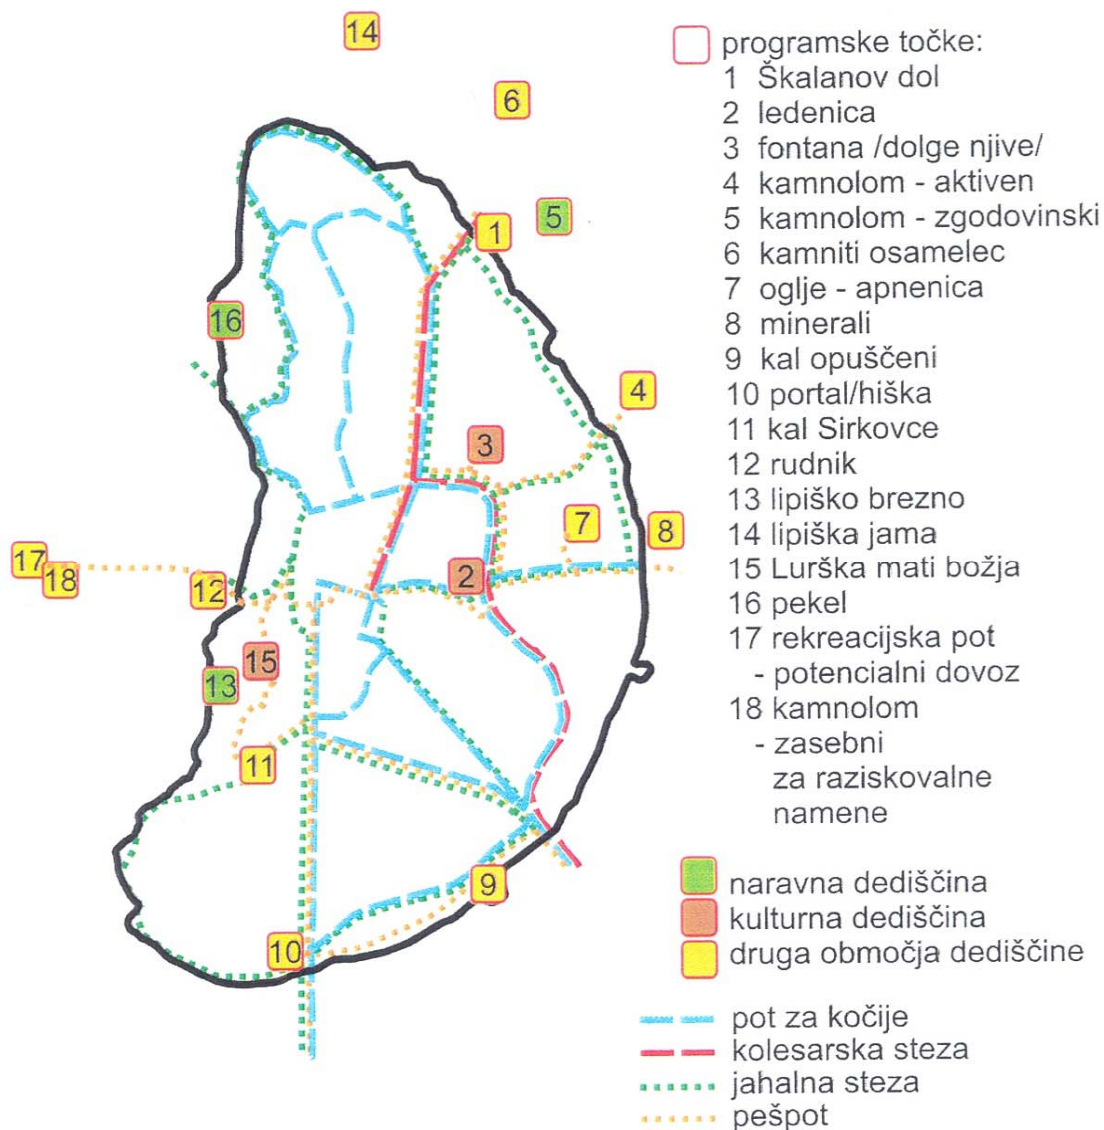 14
6
5
1
16
4
3
7
8
17
18
12
2
15
13
11
9
10
programske točke:
1 Škalanov dol
2 ledenica
3 fontana /dolge njive/
4 kamnolom - aktiven
5 kamnolom - zgodovinski
6 kamniti osamelec
7 oglje - apnenica
8 minerali
9 kal opuščeni
10 portal/hiška
11 kal Sirkovce
12 rudnik
13 lipiško brezno
14 lipiška jama
15 Lurška mati božja
16 pekel
17 rekreacijska pot
- potencialni dovoz
18 kamnolom
- zasebni
za raziskovalne
namene
naravna dediščina
kulturna dediščina
druga območja dediščine
pot za kočije
kolesarska steza
jahalna steza
pešpot